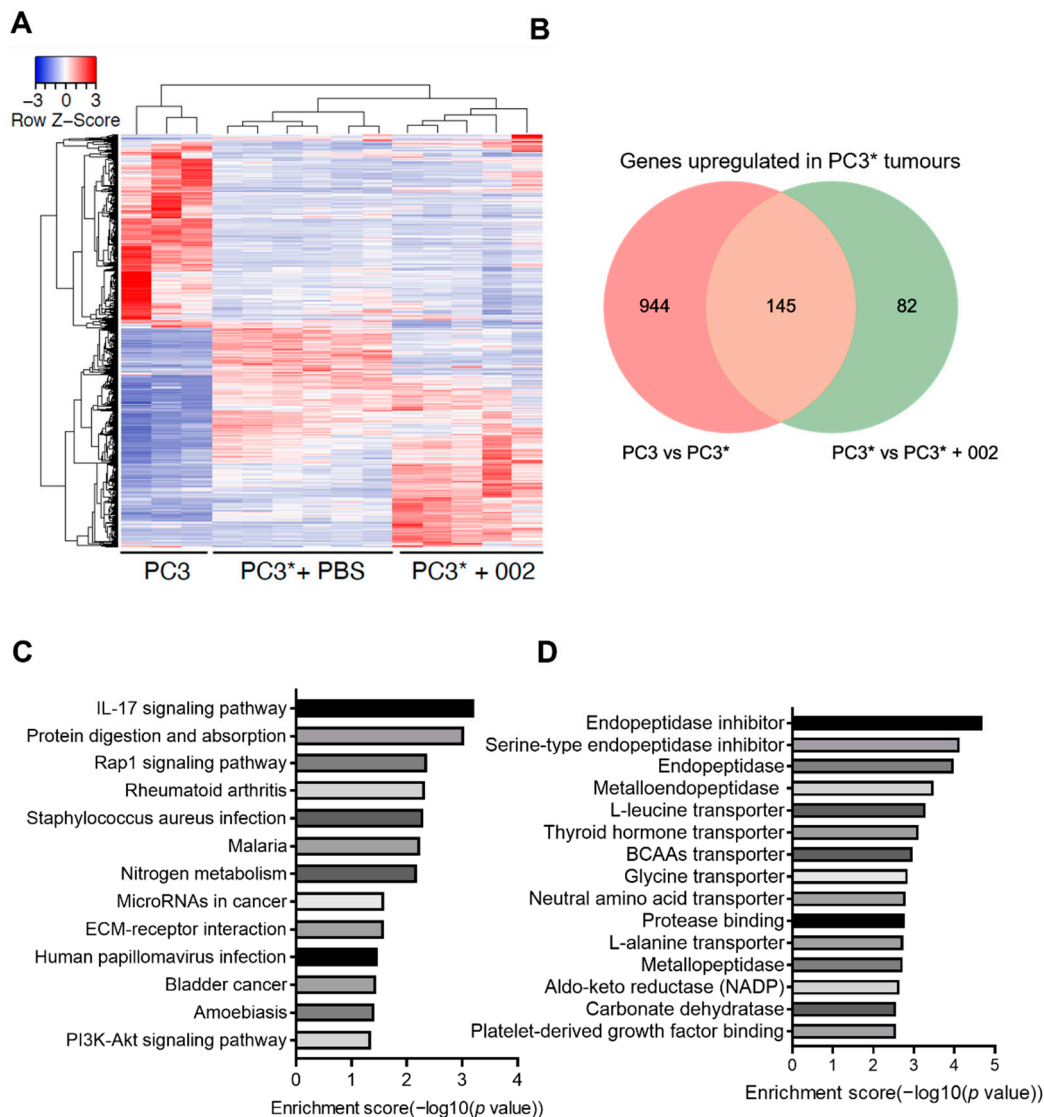 A
B
−3 0 3
Row Z−Score
PC3
PC3*+ PBS
PC3* + 002
Genes upregulated in PC3* tumours
944
145
82
PC3 vs PC3*
PC3* vs PC3* + 002
C
D
IL-17 signaling pathway
Protein digestion and absorption
Rap1 signaling pathway
Rheumatoid arthritis
Staphylococcus aureus infection
Malaria
Nitrogen metabolism
MicroRNAs in cancer
ECM-receptor interaction
Human papillomavirus infection
Bladder cancer
Amoebiasis
PI3K-Akt signaling pathway
0 1 2 3 4
Enrichment score(−log10(p value))
Endopeptidase inhibitor
Serine-type endopeptidase inhibitor
Endopeptidase
Metalloendopeptidase
L-leucine transporter
Thyroid hormone transporter
BCAAs transporter
Glycine transporter
Neutral amino acid transporter
Protease binding
L-alanine transporter
Metallopeptidase
Aldo-keto reductase (NADP)
Carbonate dehydratase
Platelet-derived growth factor binding
0 1 2 3 4 5
Enrichment score(−log10(p value))